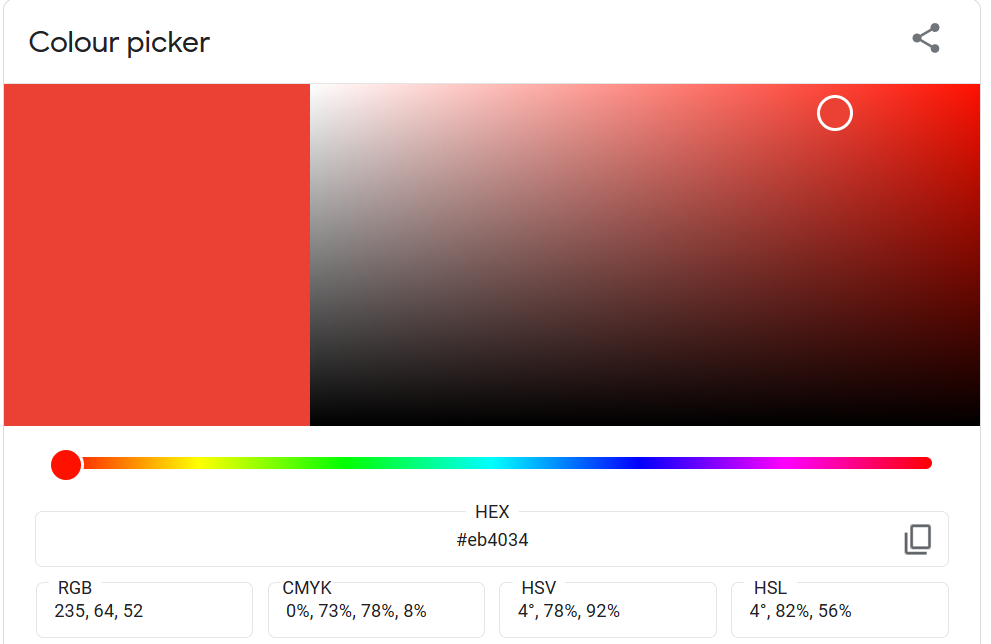 Colour picker
HEX
#eb4034
RGB
235, 64, 52
CMYK
0%, 73%, 78%, 8%
HSV
4°, 78%, 92%
HSL
4°, 82%, 56%